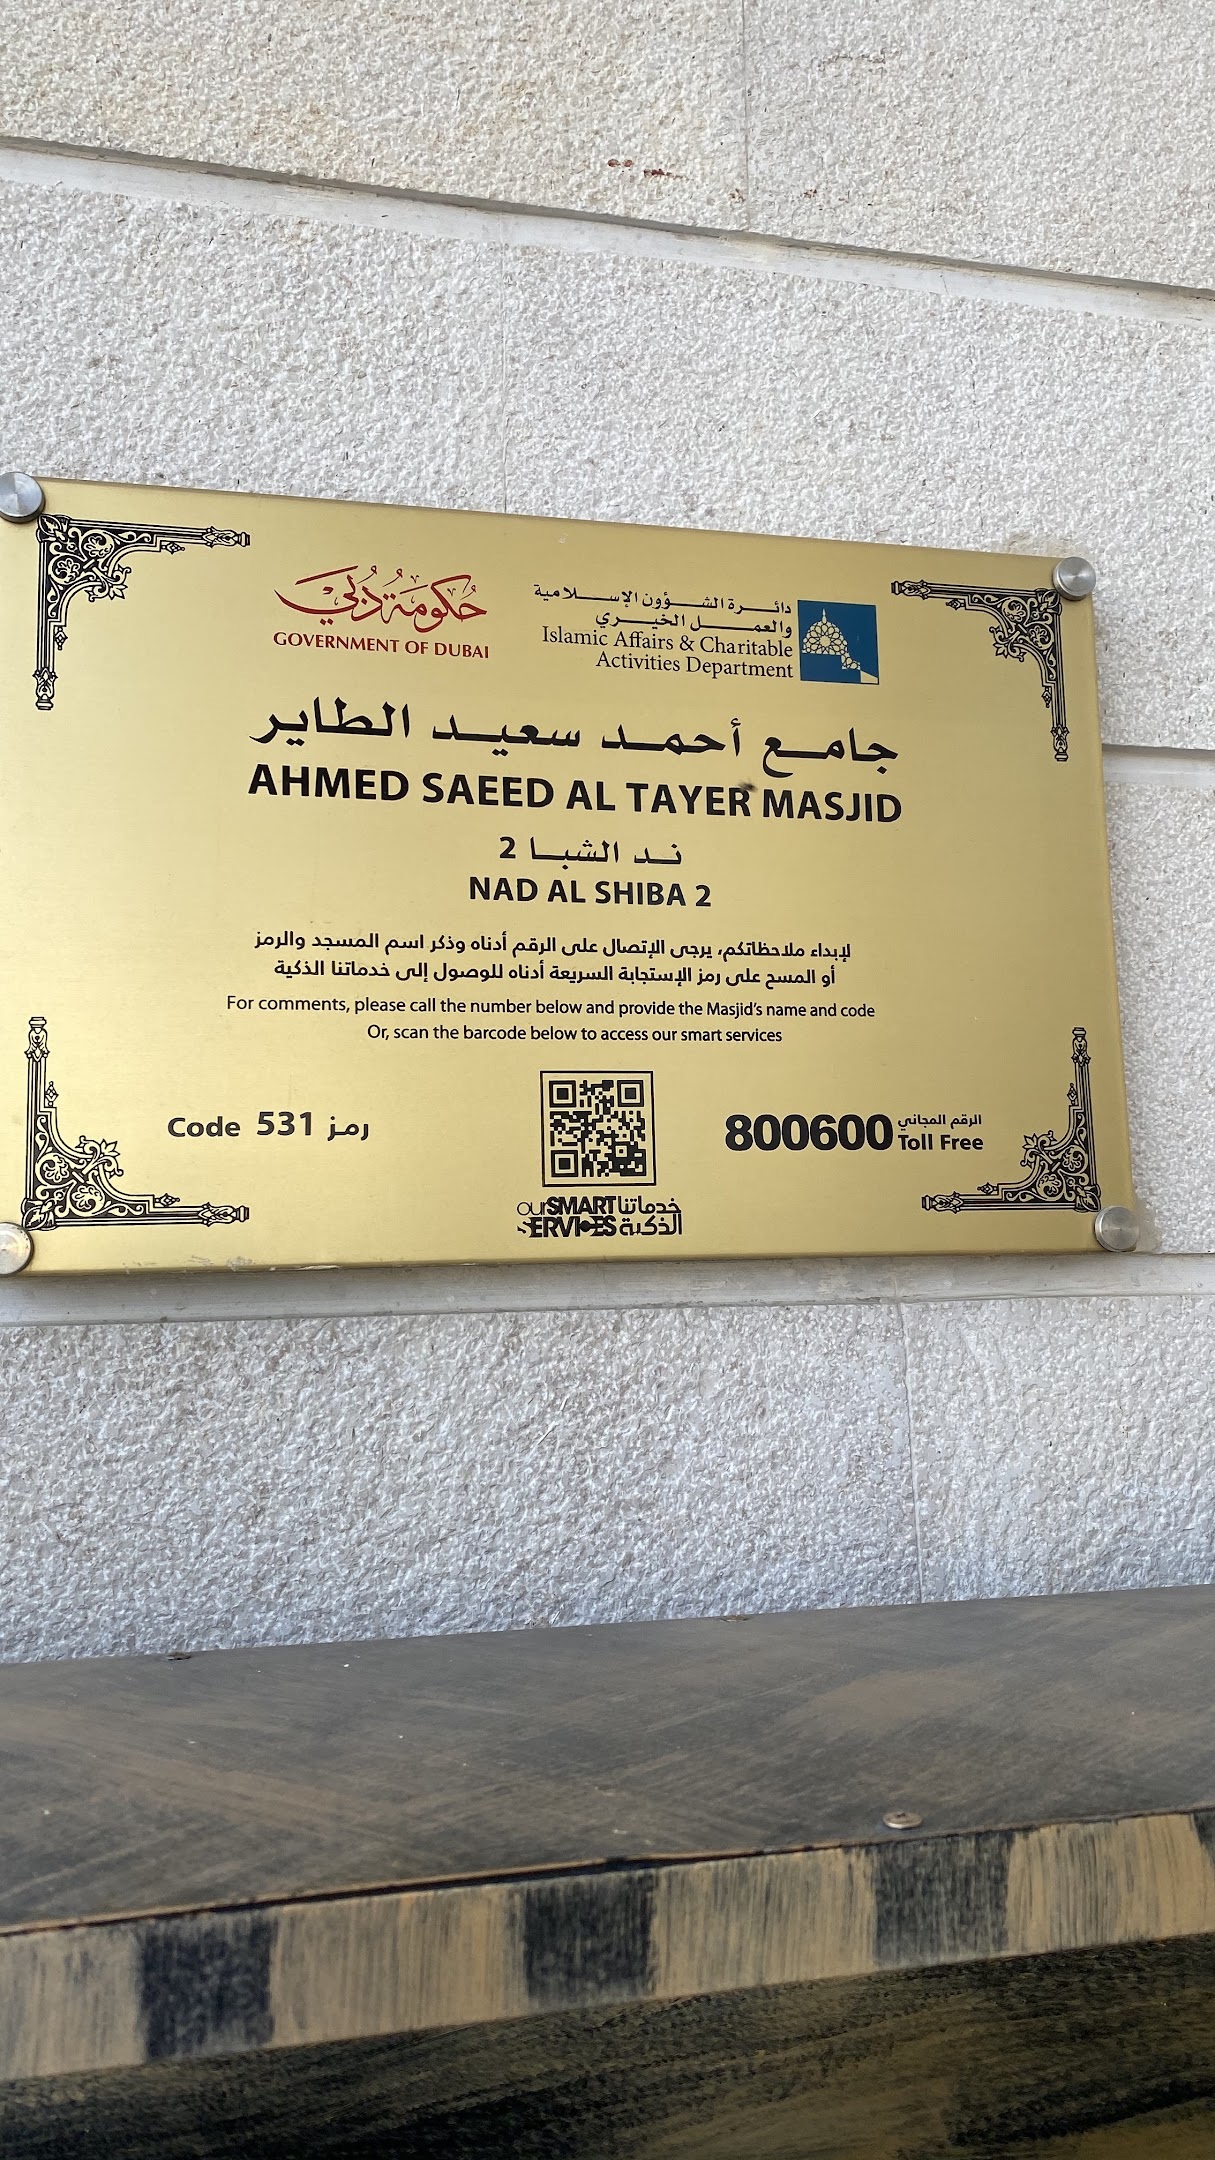 حكومة دبي
GOVERNMENT OF DUBAI
دائرة الشؤون الإسلامية
والعمل الخيري
Islamic Affairs & Charitable
Activities Department
جامع أحمد سعيد الطاير
AHMED SAEED AL TAYER MASJID
ند الشبا 2
NAD AL SHIBA 2
لإبداء ملاحظاتكم، يرجى الإتصال على الرقم أدناه وذكر اسم المسجد والرمز
أو المسح على رمز الإستجابة السريعة أدناه للوصول إلى خدماتنا الذكية
For comments, please call the number below and provide the Masjid's name and code
Or, scan the barcode below to access our smart services
Code 531 رمز
800600 الرقم المجاني
Toll Free
ourSMART خدماتنا
SERVICES الذكية